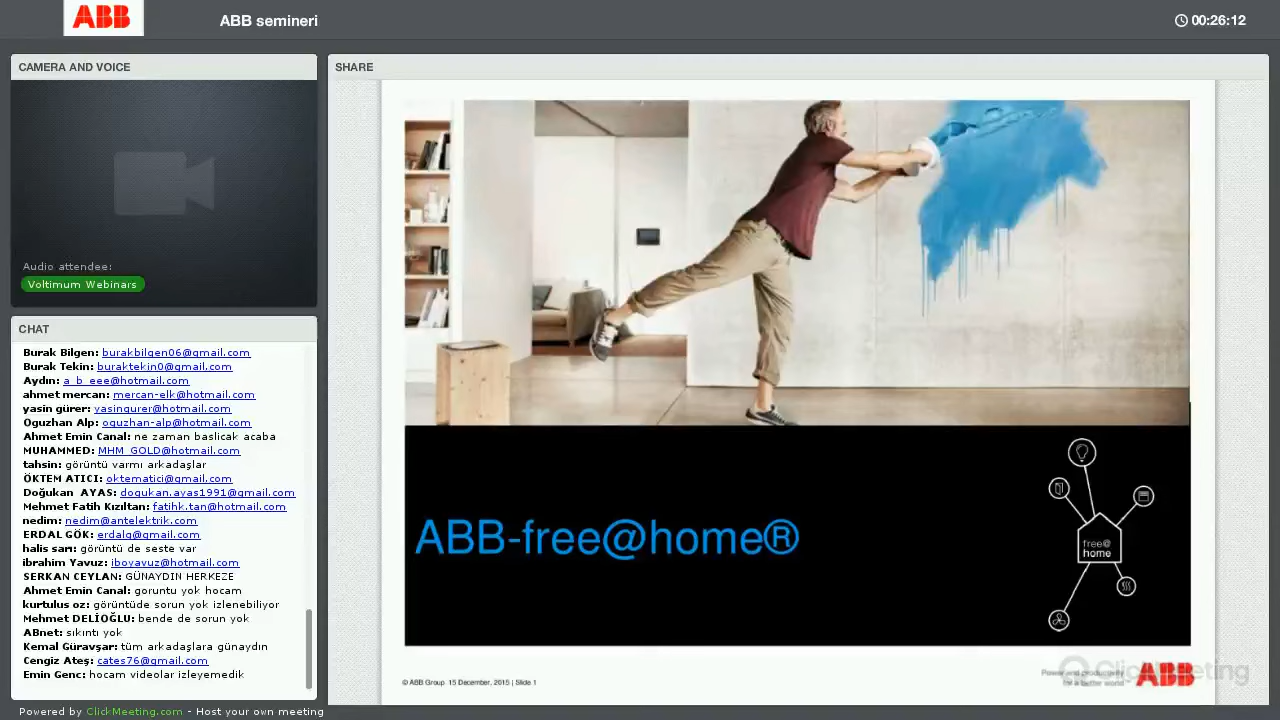 ABB
ABB semineri
00:26:12
CAMERA AND VOICE
Audio attendee:
Voltimum Webinars
CHAT
Burak Bilgen: burakbilgen06@gmail.com
Burak Tekin: buraktekin0@gmail.com
Aydın: a_b_eee@hotmail.com
ahmet mercan: mercan-elk@hotmail.com
yasin gürer: yasingurer@hotmail.com
Oguzhan Alp: oguzhan-alp@hotmail.com
Ahmet Emin Canal: ne zaman baslicak acaba
MUHAMMED: MHM_GOLD@hotmail.com
tahsin: görüntü varmı arkadaşlar
ÖKTEM ATICI: oktematici@gmail.com
Doğukan AYAS: dogukan.ayas1991@gmail.com
Mehmet Fatih Kızıltan: fatihk.tan@hotmail.com
nedim: nedim@antelektrik.com
ERDAL GÖK: erdalg@gmail.com
halis sarı: görüntü de seste var
ibrahim Yavuz: iboyavuz@hotmail.com
SERKAN CEYLAN: GÜNAYDIN HERKEZE
Ahmet Emin Canal: goruntu yok hocam
kurtulus oz: görüntüde sorun yok izlenebiliyor
Mehmet DELİOĞLU: bende de sorun yok
ABnet: sıkıntı yok
Kemal Güravşar: tüm arkadaşlara günaydın
Cengiz Ateş: cates76@gmail.com
Emin Genc: hocam videolar izleyemedik
Powered by ClickMeeting.com - Host your own meeting
SHARE
ABB-free@home®
free@
home
© ABB Group 15 December, 2015 | Slide 1
Power and productivity
for a better world
ClickMeeting
ABB